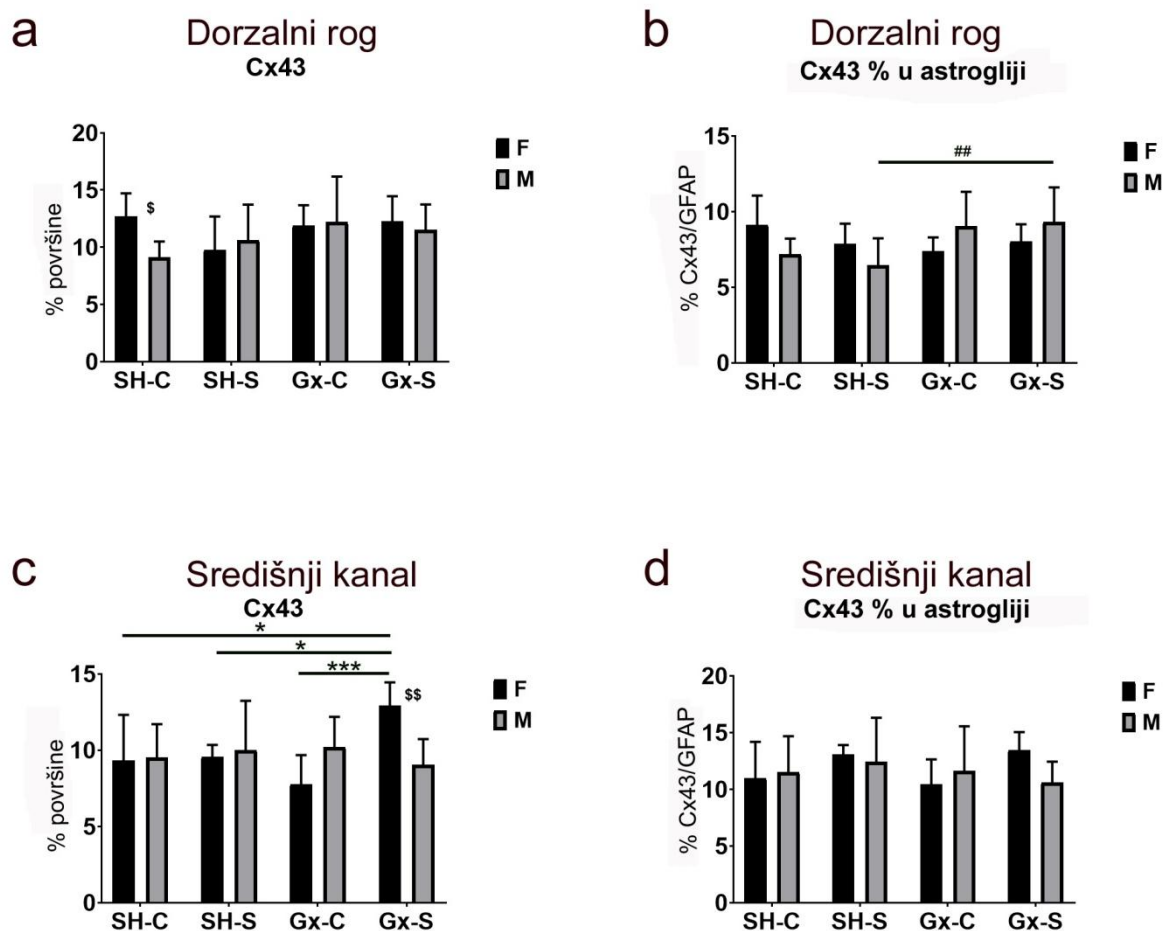 a
Dorzalni rog
Cx43
% površine
20
15
10
5
0
SH-C SH-S Gx-C Gx-S
$
F
M
b
Dorzalni rog
Cx43 % u astrogliji
% Cx43/GFAP
15
10
5
0
SH-C SH-S Gx-C Gx-S
##
F
M
c
Središnji kanal
Cx43
*
*
***
$$
% površine
15
10
5
0
SH-C SH-S Gx-C Gx-S
F
M
d
Središnji kanal
Cx43 % u astrogliji
% Cx43/GFAP
20
15
10
5
0
SH-C SH-S Gx-C Gx-S
F
M